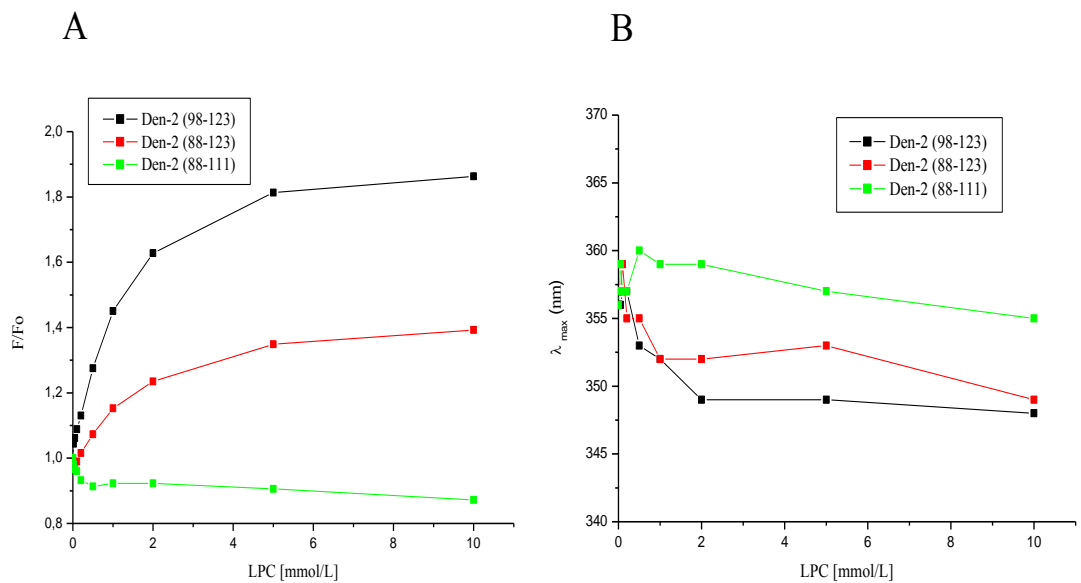 A
Den-2 (98-123)
Den-2 (88-123)
Den-2 (88-111)
2,0
1,8
1,6
1,4
1,2
1,0
0,8
F/Fo
0 2 4 6 8 10
LPC [mmol/L]
B
Den-2 (98-123)
Den-2 (88-123)
Den-2 (88-111)
370
365
360
355
350
345
340
λ max (nm)
0 2 4 6 8 10
LPC [mmol/L]